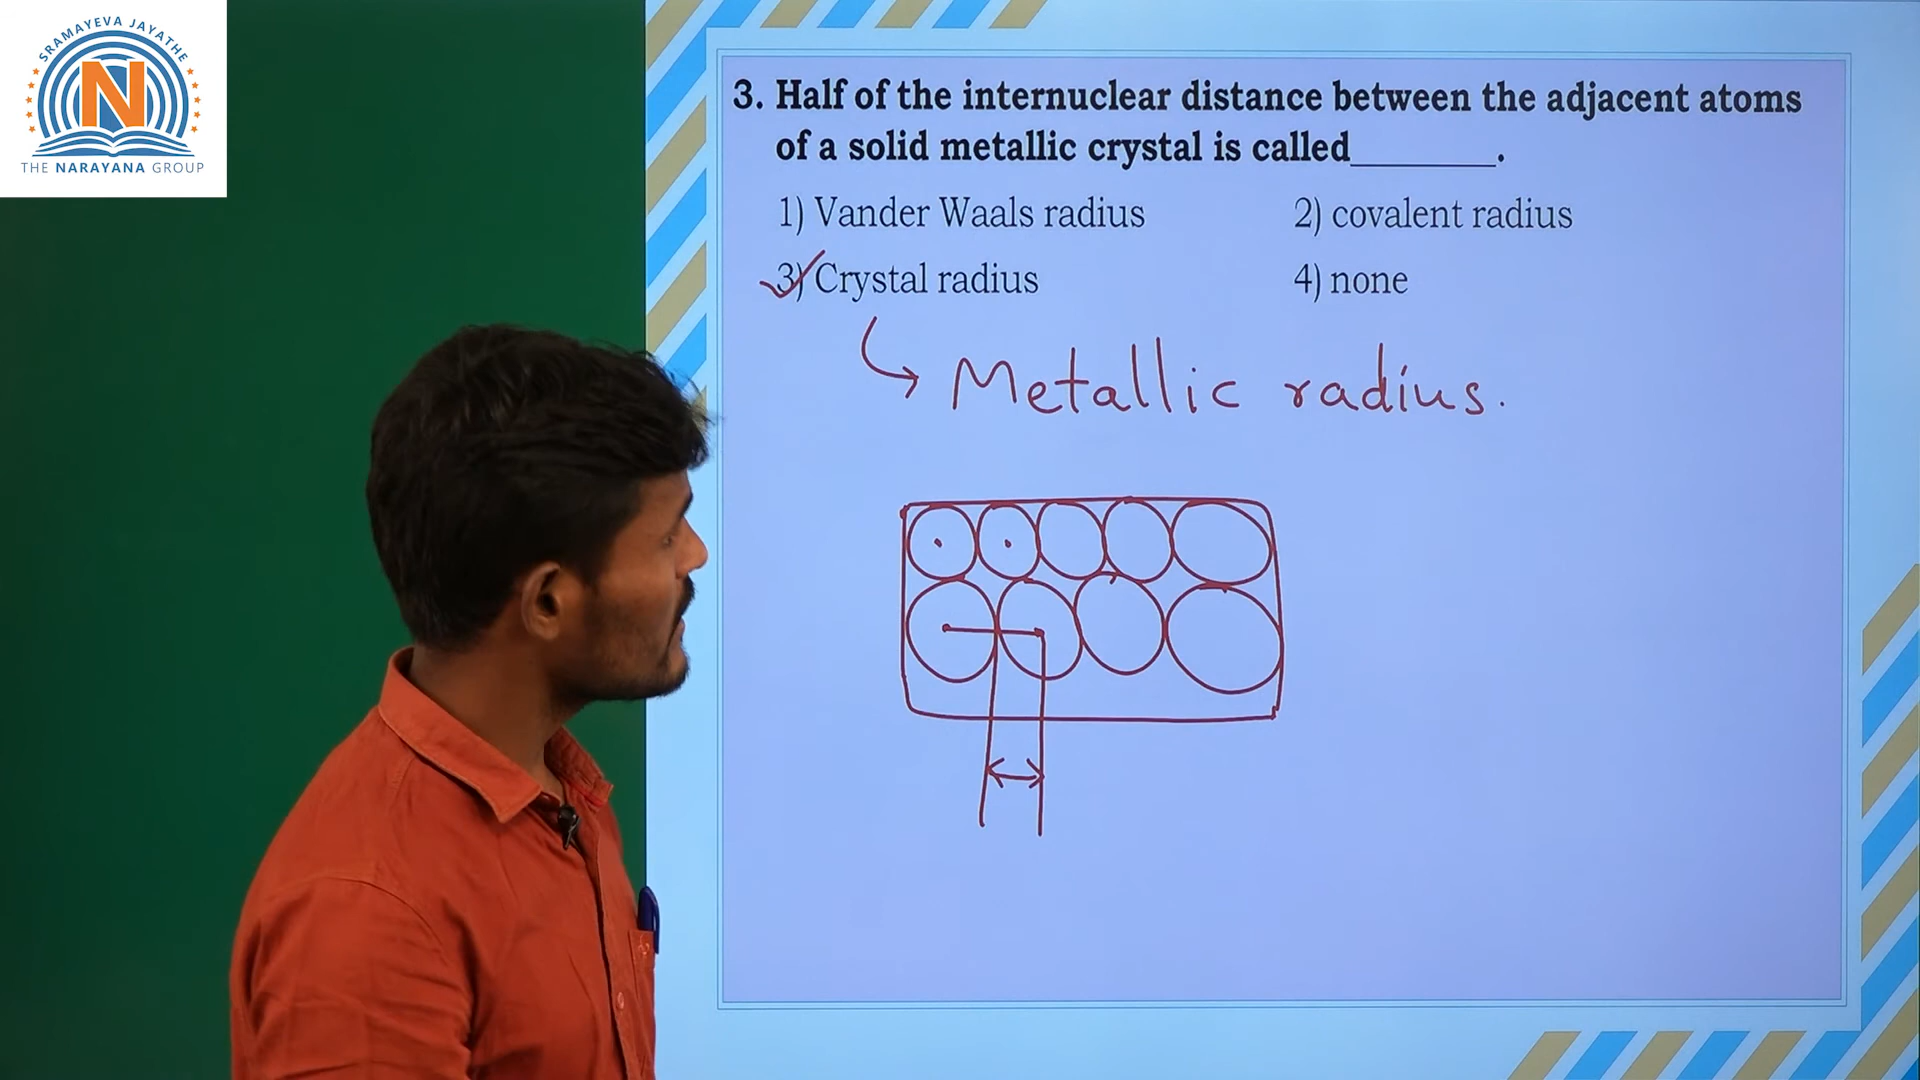 SRAMAYEVA JAYATHE
N
THE NARAYANA GROUP
3. Half of the internuclear distance between the adjacent atoms
of a solid metallic crystal is called________.
1) Vander Waals radius 2) covalent radius
3) Crystal radius 4) none
Metallic radius.